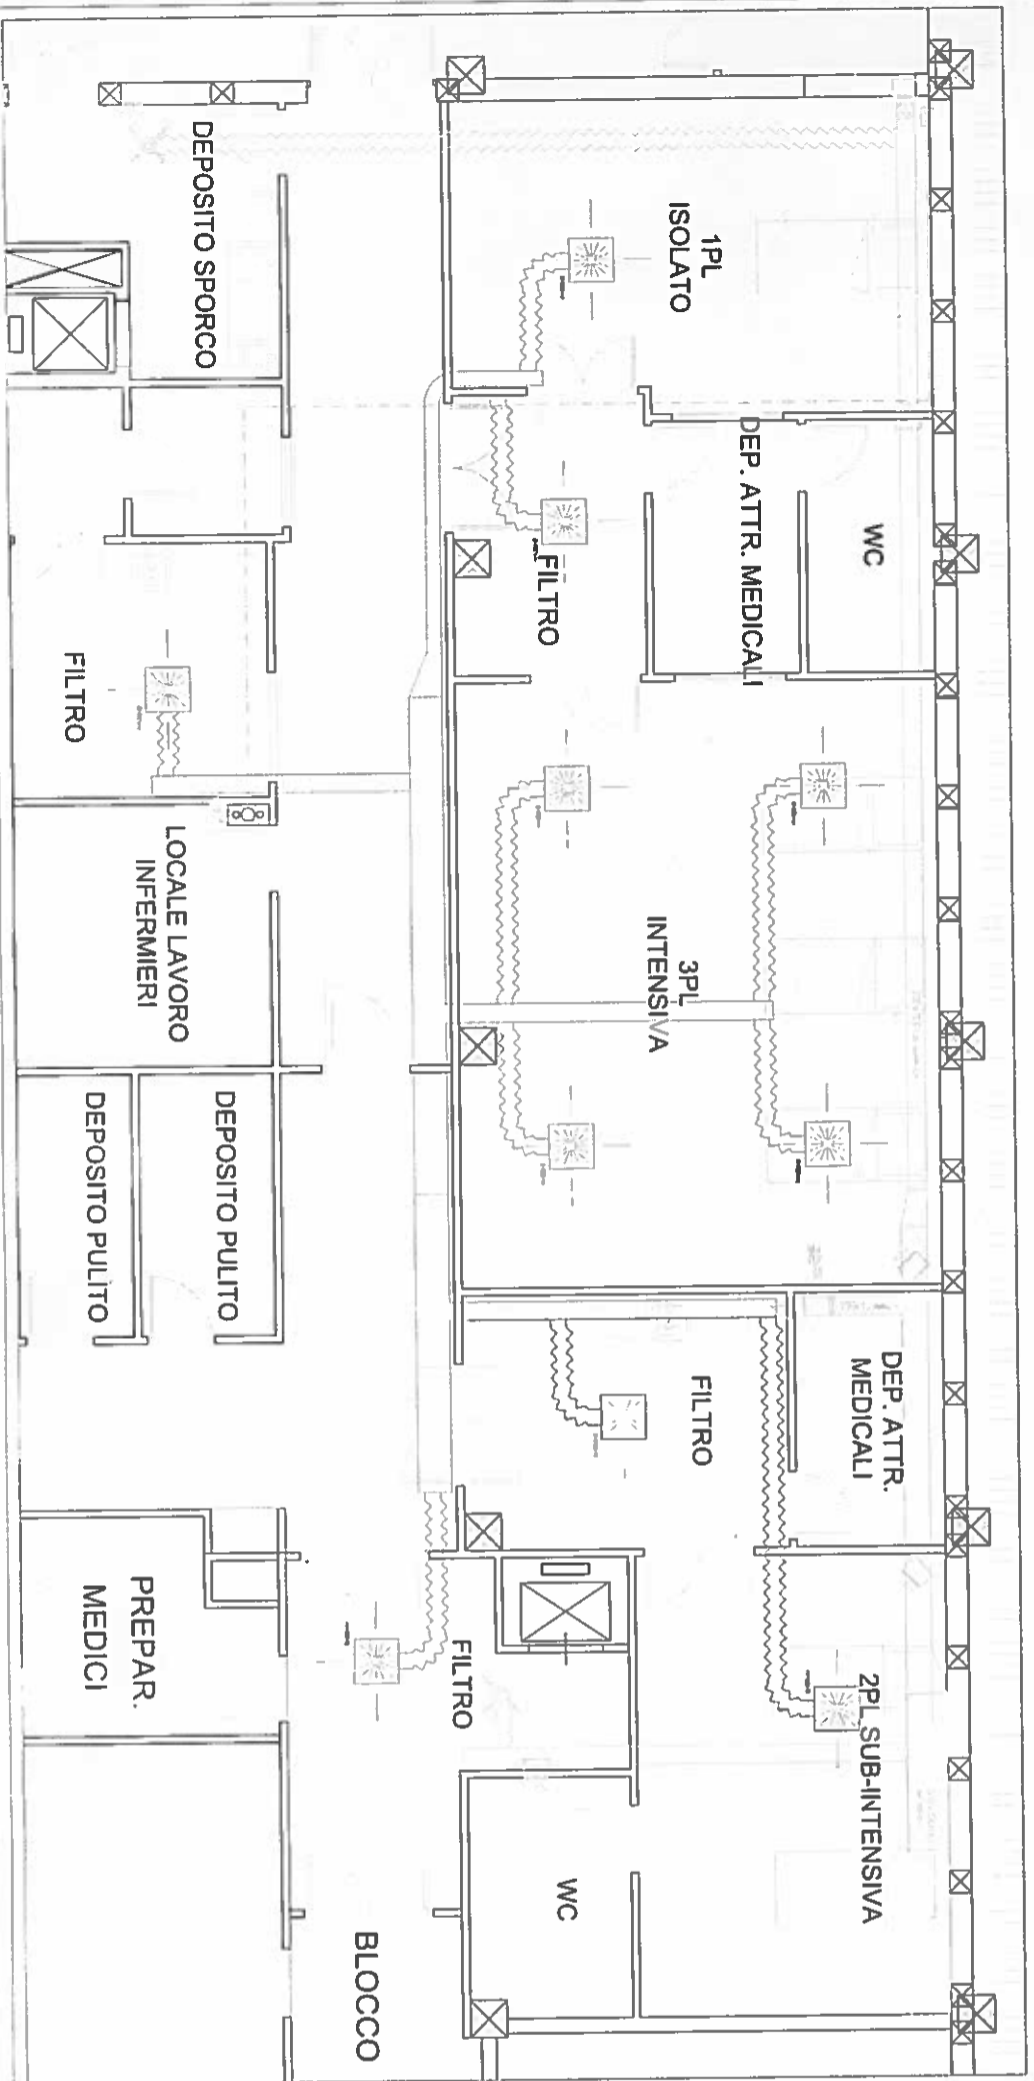 1PL
ISOLATO
DEP. ATTR. MEDICALI
WC
FILTRO
DEPOSITO SPORCO
FILTRO
LOCALE LAVORO
INFERMIERI
3PL
INTENSIVA
DEPOSITO PULITO
DEPOSITO PULITO
DEP. ATTR.
MEDICALI
FILTRO
2PL SUB-INTENSIVA
FILTRO
PREPAR.
MEDICI
WC
BLOCCO